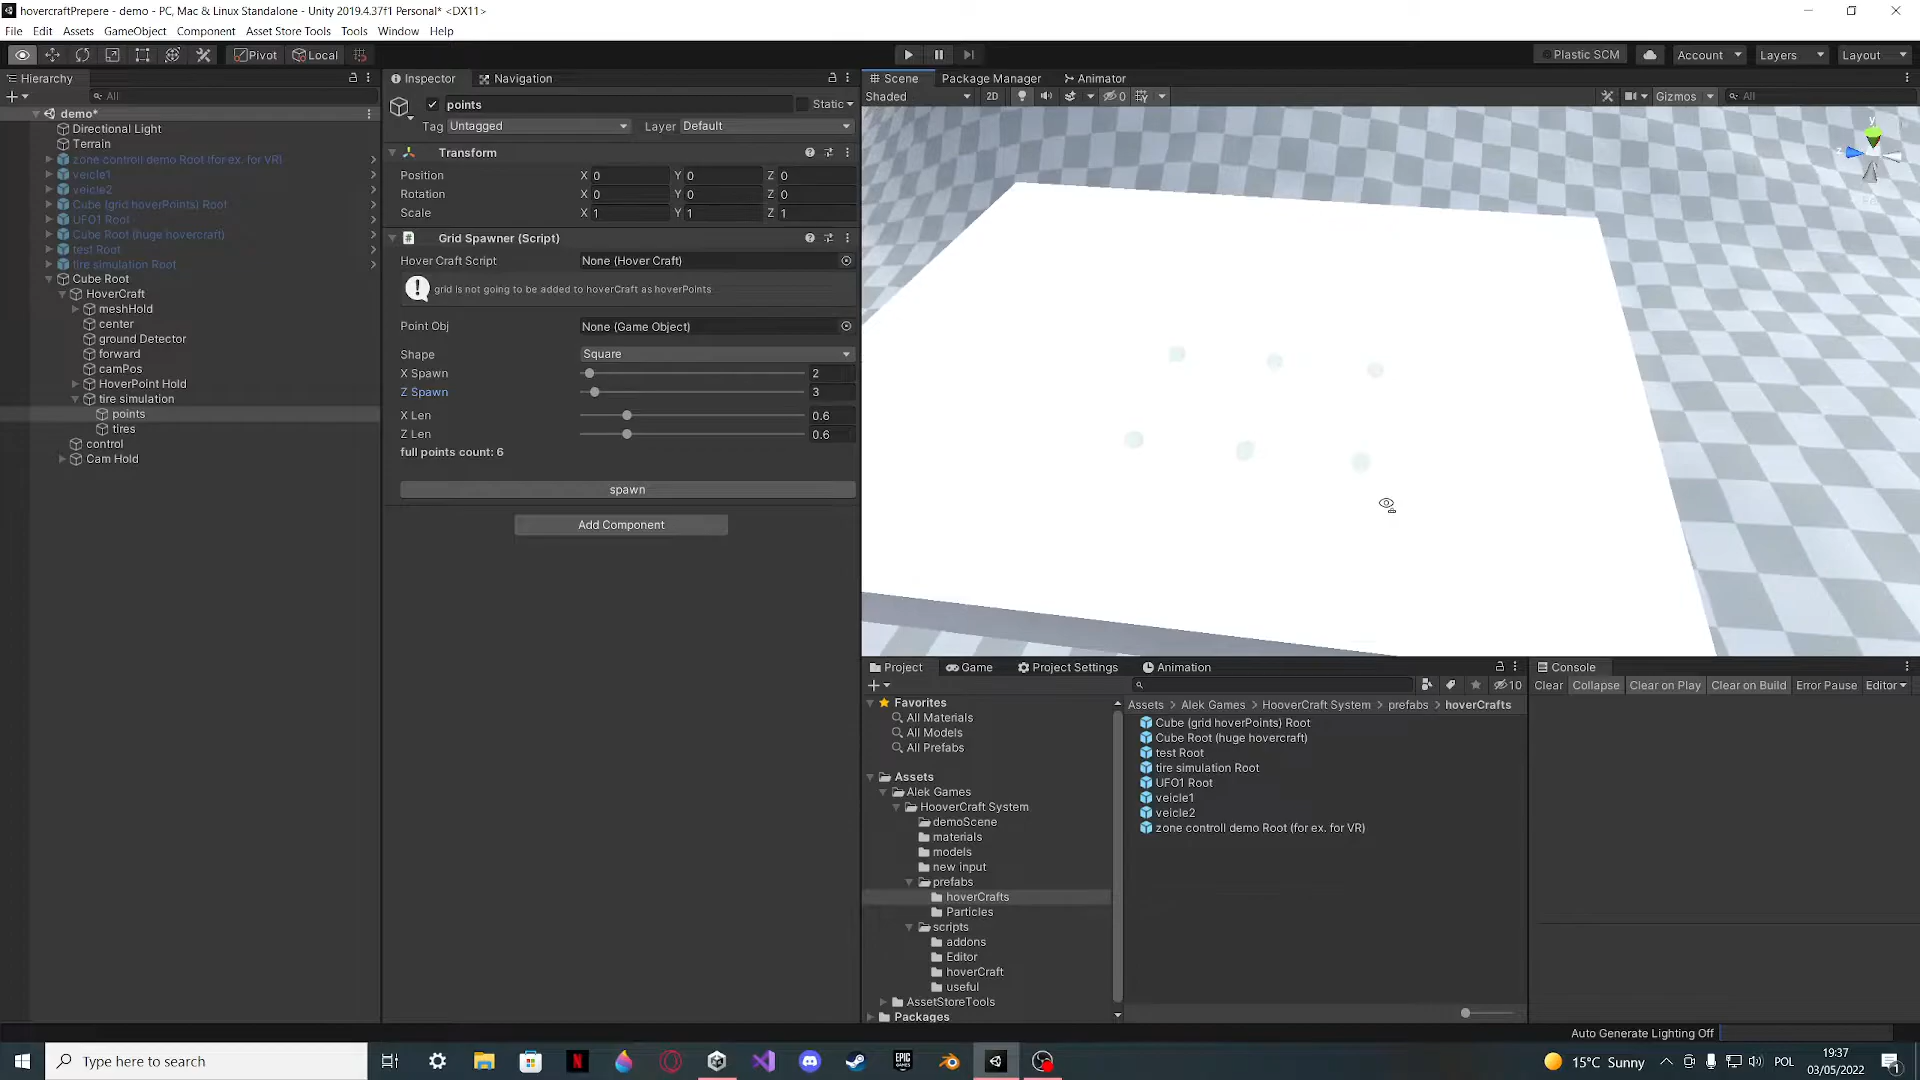 hovercraftPrepere - demo - PC, Mac & Linux Standalone - Unity 2019.4.37f1 Personal* <DX11>
File Edit Assets GameObject Component Asset Store Tools Tools Window Help
Pivot Local Plastic SCM Account Layers Layout
Hierarchy
All
demo*
Directional Light
Terrain
zone controll demo Root (for ex. for VR)
veicle1
veicle2
Cube (grid hoverPoints) Root
UFO1 Root
Cube Root (huge hovercraft)
test Root
tire simulation Root
Cube Root
HoverCraft
meshHold
center
ground Detector
forward
camPos
HoverPoint Hold
tire simulation
points
tires
control
Cam Hold
Inspector Navigation
points Static
Tag Untagged Layer Default
Transform
Position X 0 Y 0 Z 0
Rotation X 0 Y 0 Z 0
Scale X 1 Y 1 Z 1
Grid Spawner (Script)
Hover Craft Script None (Hover Craft)
grid is not going to be added to hoverCraft as hoverPoints
Point Obj None (Game Object)
Shape Square
X Spawn 2
Z Spawn 3
X Len 0.6
Z Len 0.6
full points count: 6
spawn
Add Component
Scene Package Manager Animator
Shaded 2D 0 Gizmos All
y
z
Project Game Project Settings Animation
10
Favorites
All Materials
All Models
All Prefabs
Assets
Alek Games
HooverCraft System
demoScene
materials
models
new input
prefabs
hoverCrafts
Particles
scripts
addons
Editor
hoverCraft
useful
AssetStoreTools
Packages
Assets > Alek Games > HooverCraft System > prefabs > hoverCrafts
Cube (grid hoverPoints) Root
Cube Root (huge hovercraft)
test Root
tire simulation Root
UFO1 Root
veicle1
veicle2
zone controll demo Root (for ex. for VR)
Console
Clear Collapse Clear on Play Clear on Build Error Pause Editor
Auto Generate Lighting Off
Type here to search
EPIC GAMES
15°C Sunny POL 19:37
03/05/2022
1